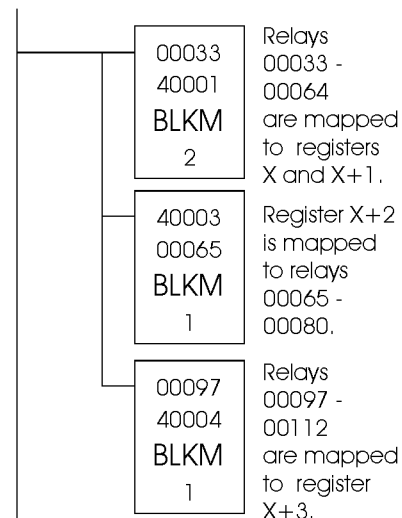 00033
40001
BLKM
2
Relays
00033 -
00064
are mapped
to registers
X and X+1.
40003
00065
BLKM
1
Register X+2
is mapped
to relays
00065 -
00080.
00097
40004
BLKM
1
Relays
00097 -
00112
are mapped
to register
X+3.